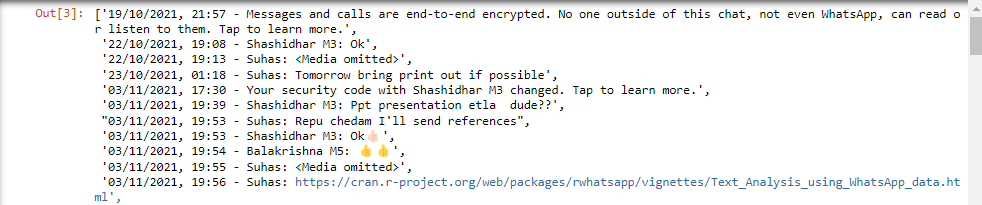 Out[3]: ['19/10/2021, 21:57 - Messages and calls are end-to-end encrypted. No one outside of this chat, not even WhatsApp, can read o
r listen to them. Tap to learn more.',
'22/10/2021, 19:08 - Shashidhar M3: Ok',
'22/10/2021, 19:13 - Suhas: <Media omitted>',
'23/10/2021, 01:18 - Suhas: Tomorrow bring print out if possible',
'03/11/2021, 17:30 - Your security code with Shashidhar M3 changed. Tap to learn more.',
'03/11/2021, 19:39 - Shashidhar M3: Ppt presentation etla  dude??',
"03/11/2021, 19:53 - Suhas: Repu chedam I'll send references",
'03/11/2021, 19:53 - Shashidhar M3: Ok👍🏻',
'03/11/2021, 19:54 - Balakrishna M5: 👍👍',
'03/11/2021, 19:55 - Suhas: <Media omitted>',
'03/11/2021, 19:56 - Suhas: https://cran.r-project.org/web/packages/rwhatsapp/vignettes/Text_Analysis_using_WhatsApp_data.ht
ml',